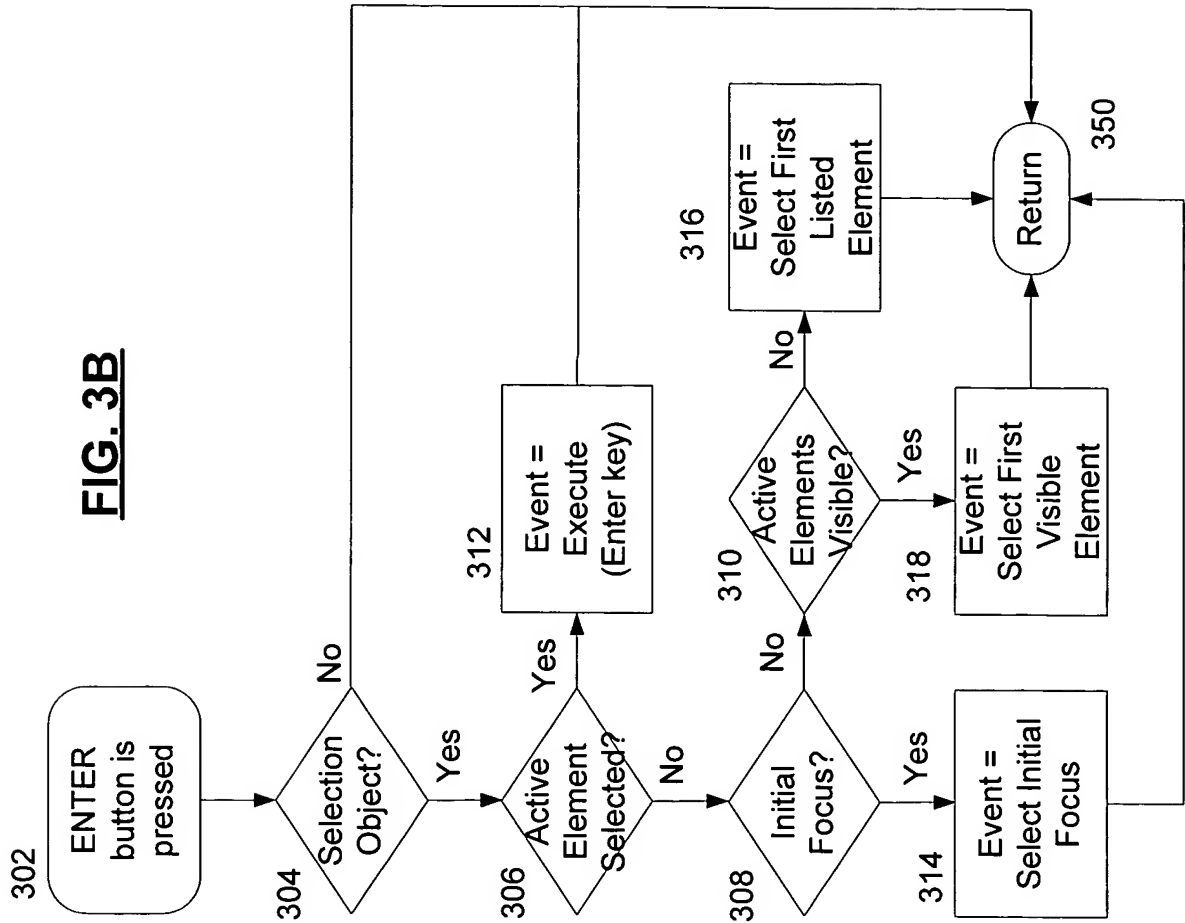 FIG. 3B
302
ENTER
button is
pressed
304
Selection
Object?
No
Yes
306
Active
Element
Selected?
Yes
312
Event =
Execute
(Enter key)
No
308
Initial
Focus?
No
310
Active
Elements
Visible?
No
316
Event =
Select First
Listed
Element
Yes
314
Event =
Select Initial
Focus
Yes
318
Event =
Select First
Visible
Element
Return
350